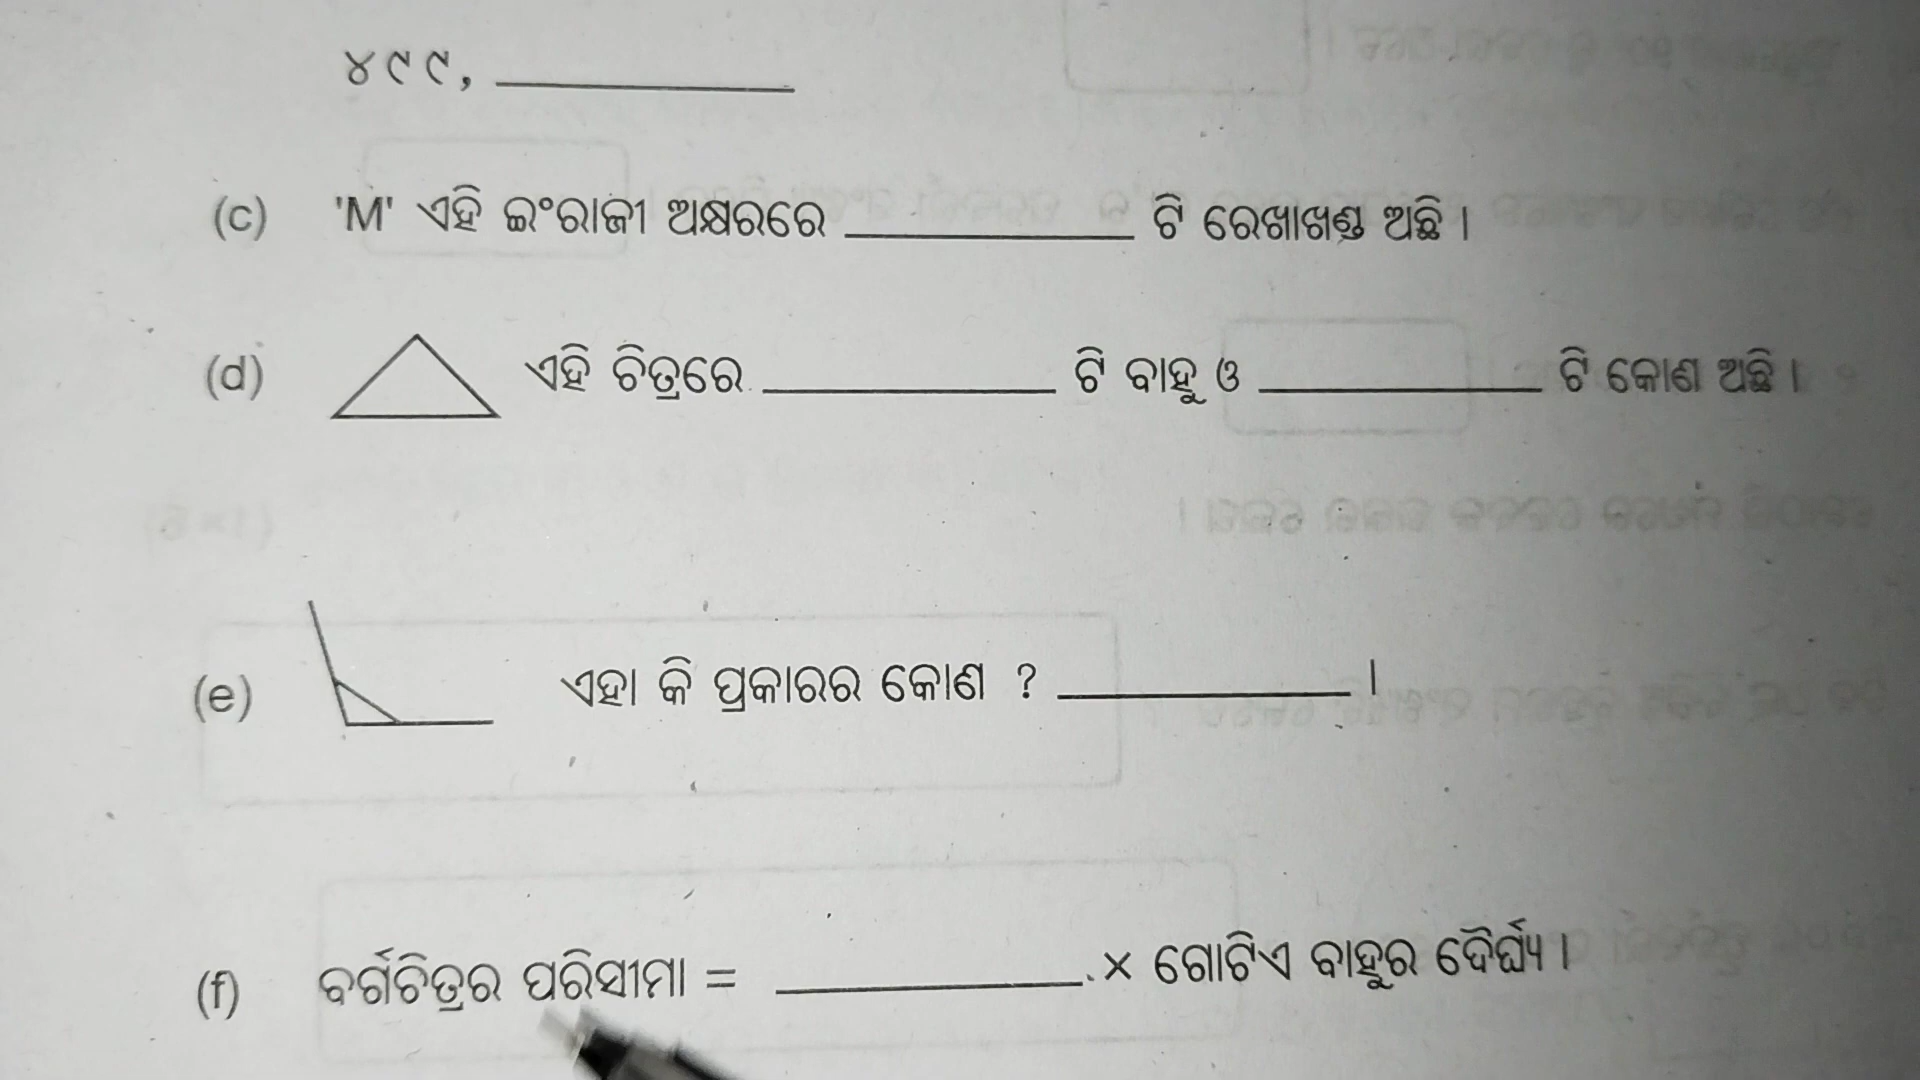 ୪୯୯, ____________
(c) 'M' ଏହି ଇଂରାଜୀ ଅକ୍ଷରରେ ____________ ଟି ରେଖାଖଣ୍ଡ ଅଛି ।
(d) ଏହି ଚିତ୍ରରେ ____________ ଟି ବାହୁ ଓ ____________ ଟି କୋଣ ଅଛି ।
(e) ଏହା କି ପ୍ରକାରର କୋଣ ? ____________ ।
(f) ବର୍ଗଚିତ୍ରର ପରିସୀମା = ____________ × ଗୋଟିଏ ବାହୁର ଦୈର୍ଘ୍ୟ ।